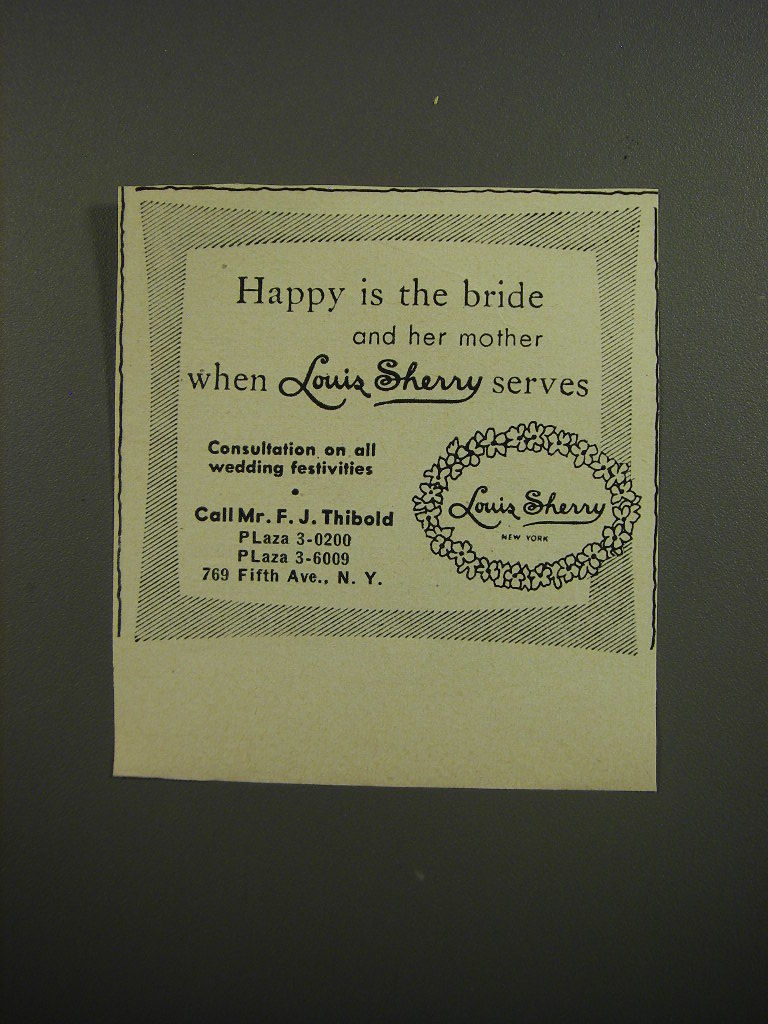 Happy is the bride
and her mother
when Louis Sherry serves
Consultation on all
wedding festivities
•
Call Mr. F. J. Thibold
PLaza 3-0200
PLaza 3-6009
769 Fifth Ave., N. Y.
Louis Sherry
NEW YORK